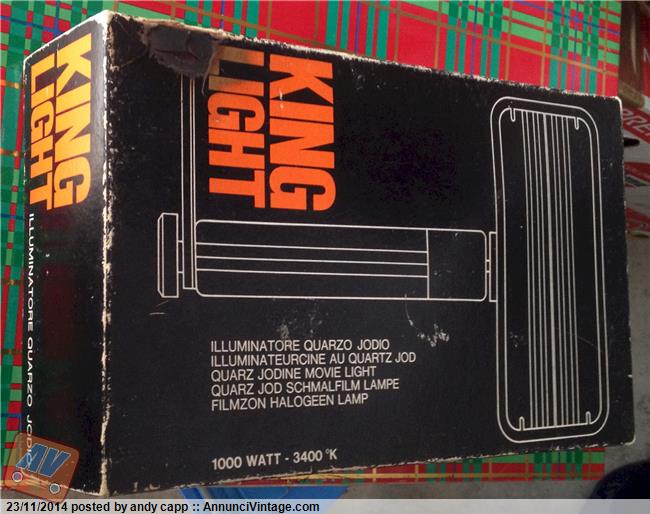 KING
LIGHT
ILLUMINATORE QUARZO JODIO
KING
LIGHT
ILLUMINATORE QUARZO JODIO
ILLUMINATEURCINE AU QUARTZ JOD
QUARZ JODINE MOVIE LIGHT
QUARZ JOD SCHMALFILM LAMPE
FILMZON HALOGEEN LAMP
1000 WATT - 3400 °K
AV
23/11/2014 posted by andy capp :: AnnunciVintage.com